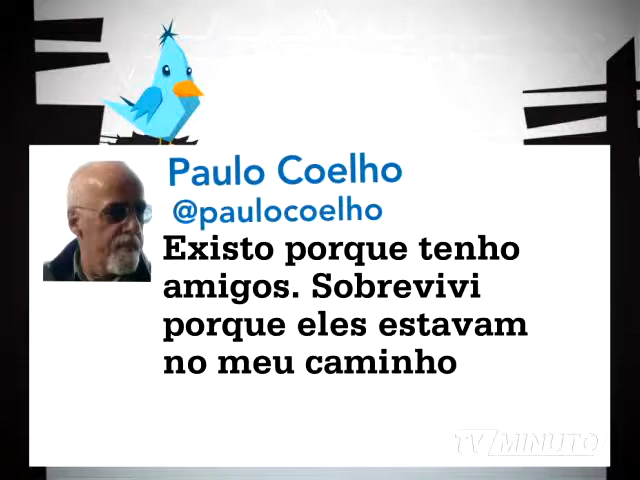 Paulo Coelho
@paulocoelho
Existo porque tenho
amigos. Sobrevivi
porque eles estavam
no meu caminho
TV MINUTO